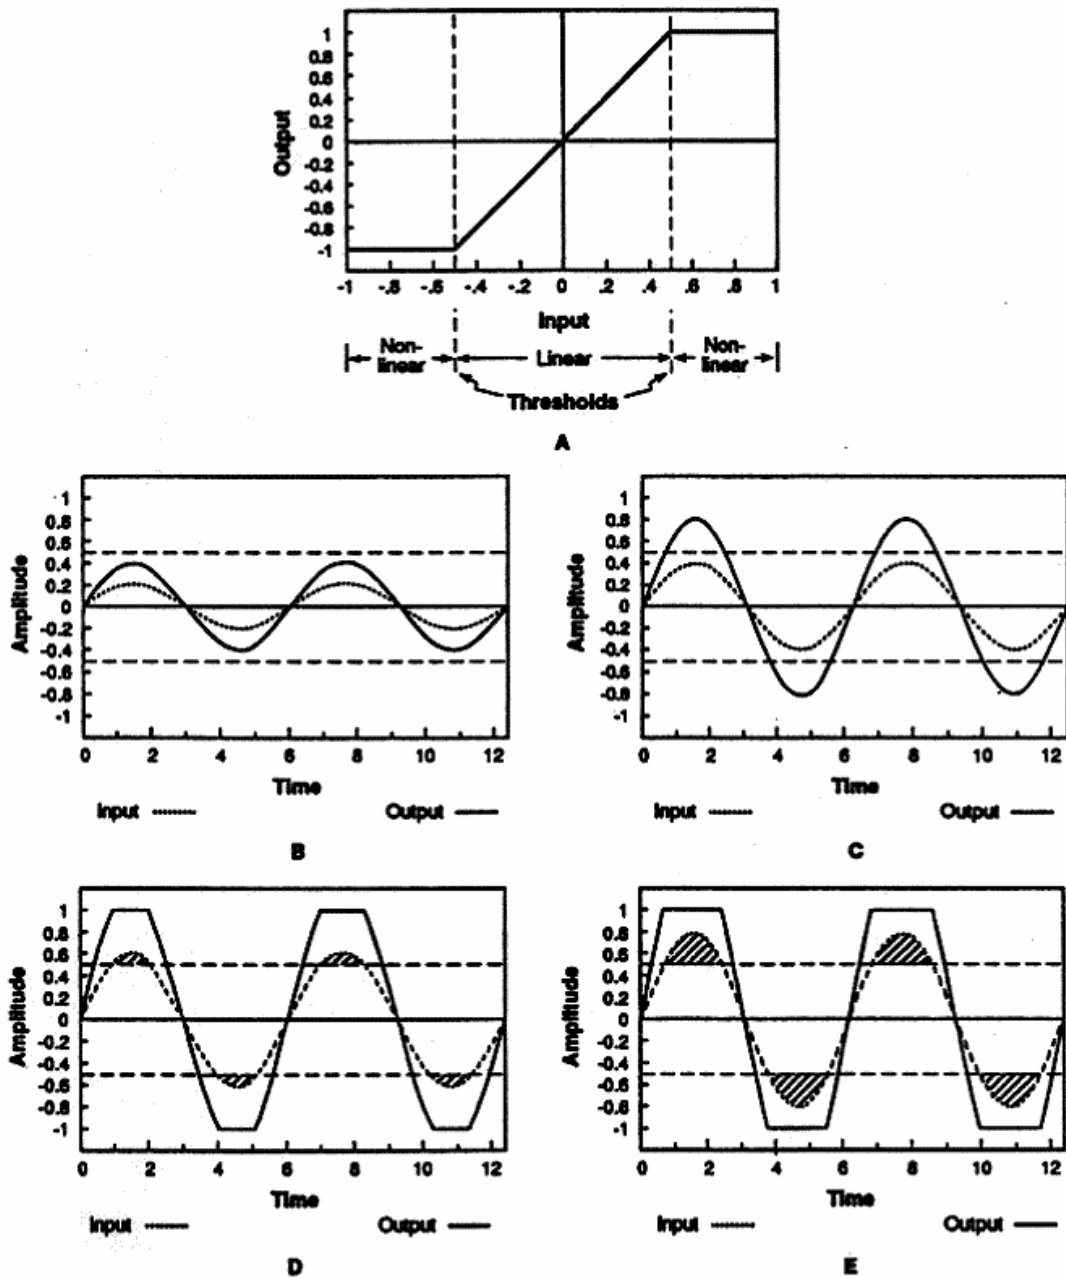 1
0.8
0.6
0.4
0.2
0
-0.2
-0.4
-0.6
-0.8
-1
Output
-1 -.8 -.6 -.4 -.2 0 .2 .4 .6 .8 1
Input
Non-linear
Linear
Non-linear
Thresholds
A
1
0.8
0.6
0.4
0.2
0
-0.2
-0.4
-0.6
-0.8
-1
Amplitude
0 2 4 6 8 10 12
Time
Input Output
B
1
0.8
0.6
0.4
0.2
0
-0.2
-0.4
-0.6
-0.8
-1
Amplitude
0 2 4 6 8 10 12
Time
Input Output
C
1
0.8
0.6
0.4
0.2
0
-0.2
-0.4
-0.6
-0.8
-1
Amplitude
0 2 4 6 8 10 12
Time
Input Output
D
1
0.8
0.6
0.4
0.2
0
-0.2
-0.4
-0.6
-0.8
-1
Amplitude
0 2 4 6 8 10 12
Time
Input Output
E